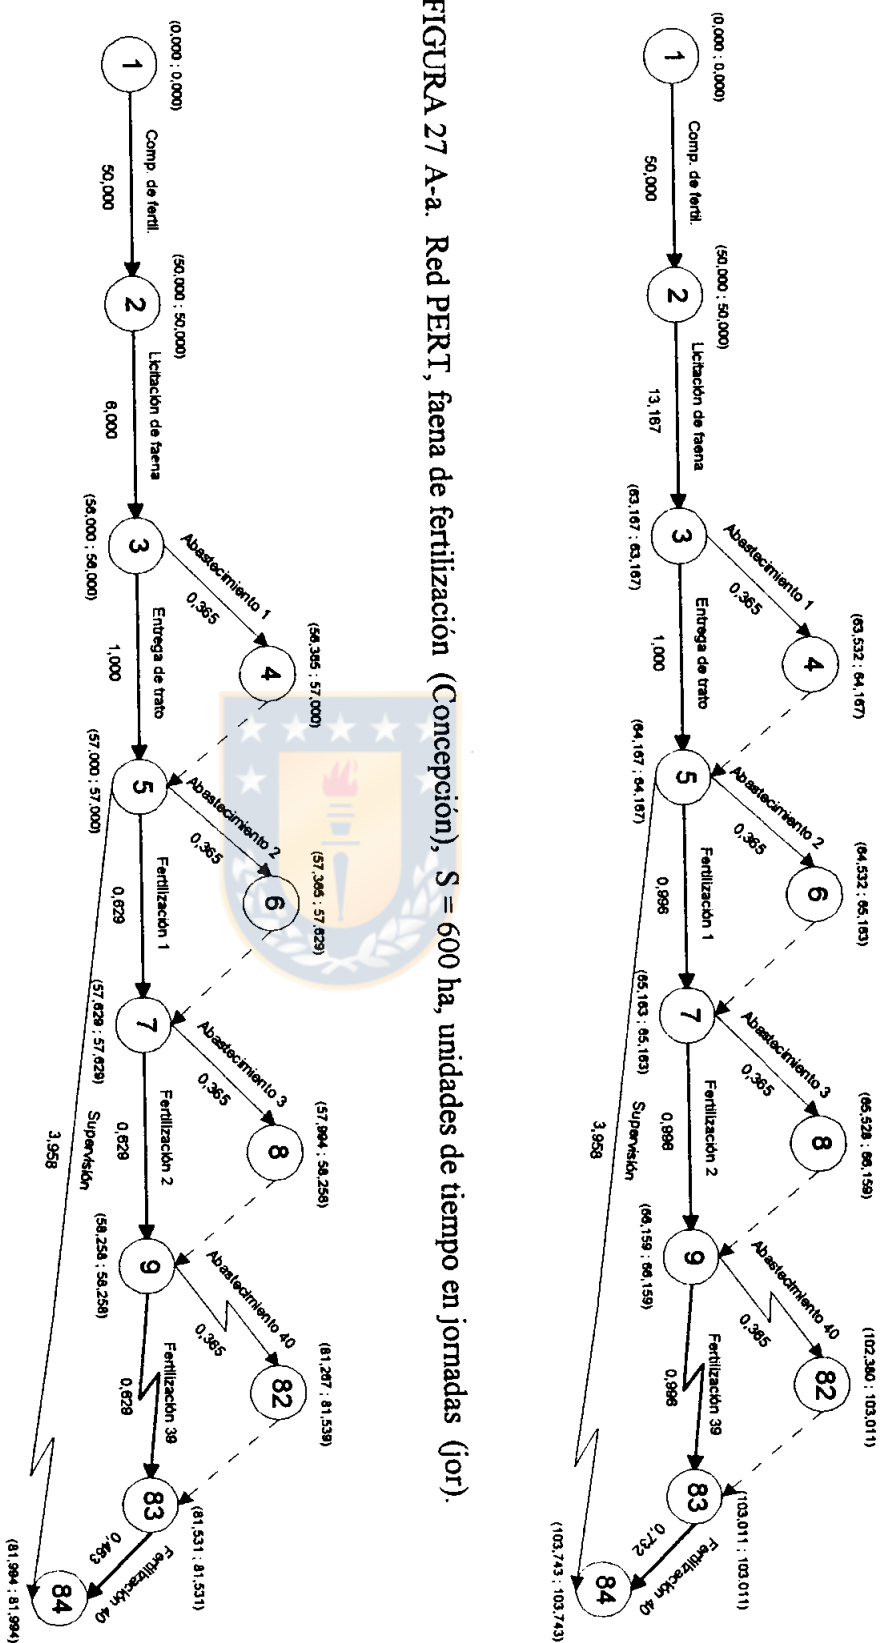 (0,000 ; 0,000)
1
Comp. de fertil.
50,000
(50,000 ; 50,000)
2
Licitación de faena
13,167
(63,167 ; 63,167)
3
Abastecimiento 1
0,365
(63,532 ; 64,167)
4
Entrega de trato
1,000
(64,167 ; 64,167)
5
Abastecimiento 2
0,365
(64,532 ; 65,163)
6
Fertilización 1
0,996
(65,163 ; 65,163)
7
Abastecimiento 3
0,365
(65,528 ; 66,159)
8
Fertilización 2
0,996
(66,159 ; 66,159)
9
Abastecimiento 40
0,365
(102,380 ; 103,011)
82
Fertilización 39
0,996
(103,011 ; 103,011)
83
Fertilización 40
0,732
Supervisión
3,958
84
(103,743 ; 103,743)
FIGURA 27 A-a. Red PERT, faena de fertilización (Concepción), S = 600 ha, unidades de tiempo en jornadas (jor).
(0,000 ; 0,000)
1
Comp. de fertil.
50,000
(50,000 ; 50,000)
2
Licitación de faena
6,000
(56,000 ; 56,000)
3
Abastecimiento 1
0,365
(56,365 ; 57,000)
4
Entrega de trato
1,000
(57,000 ; 57,000)
5
Abastecimiento 2
0,365
(57,365 ; 57,629)
6
Fertilización 1
0,629
(57,629 ; 57,629)
7
Abastecimiento 3
0,365
(57,994 ; 58,258)
8
Fertilización 2
0,629
(58,258 ; 58,258)
9
Abastecimiento 40
0,365
(81,267 ; 81,539)
82
Fertilización 39
0,629
(81,531 ; 81,531)
83
Fertilización 40
0,463
Supervisión
3,958
84
(81,994 ; 81,994)